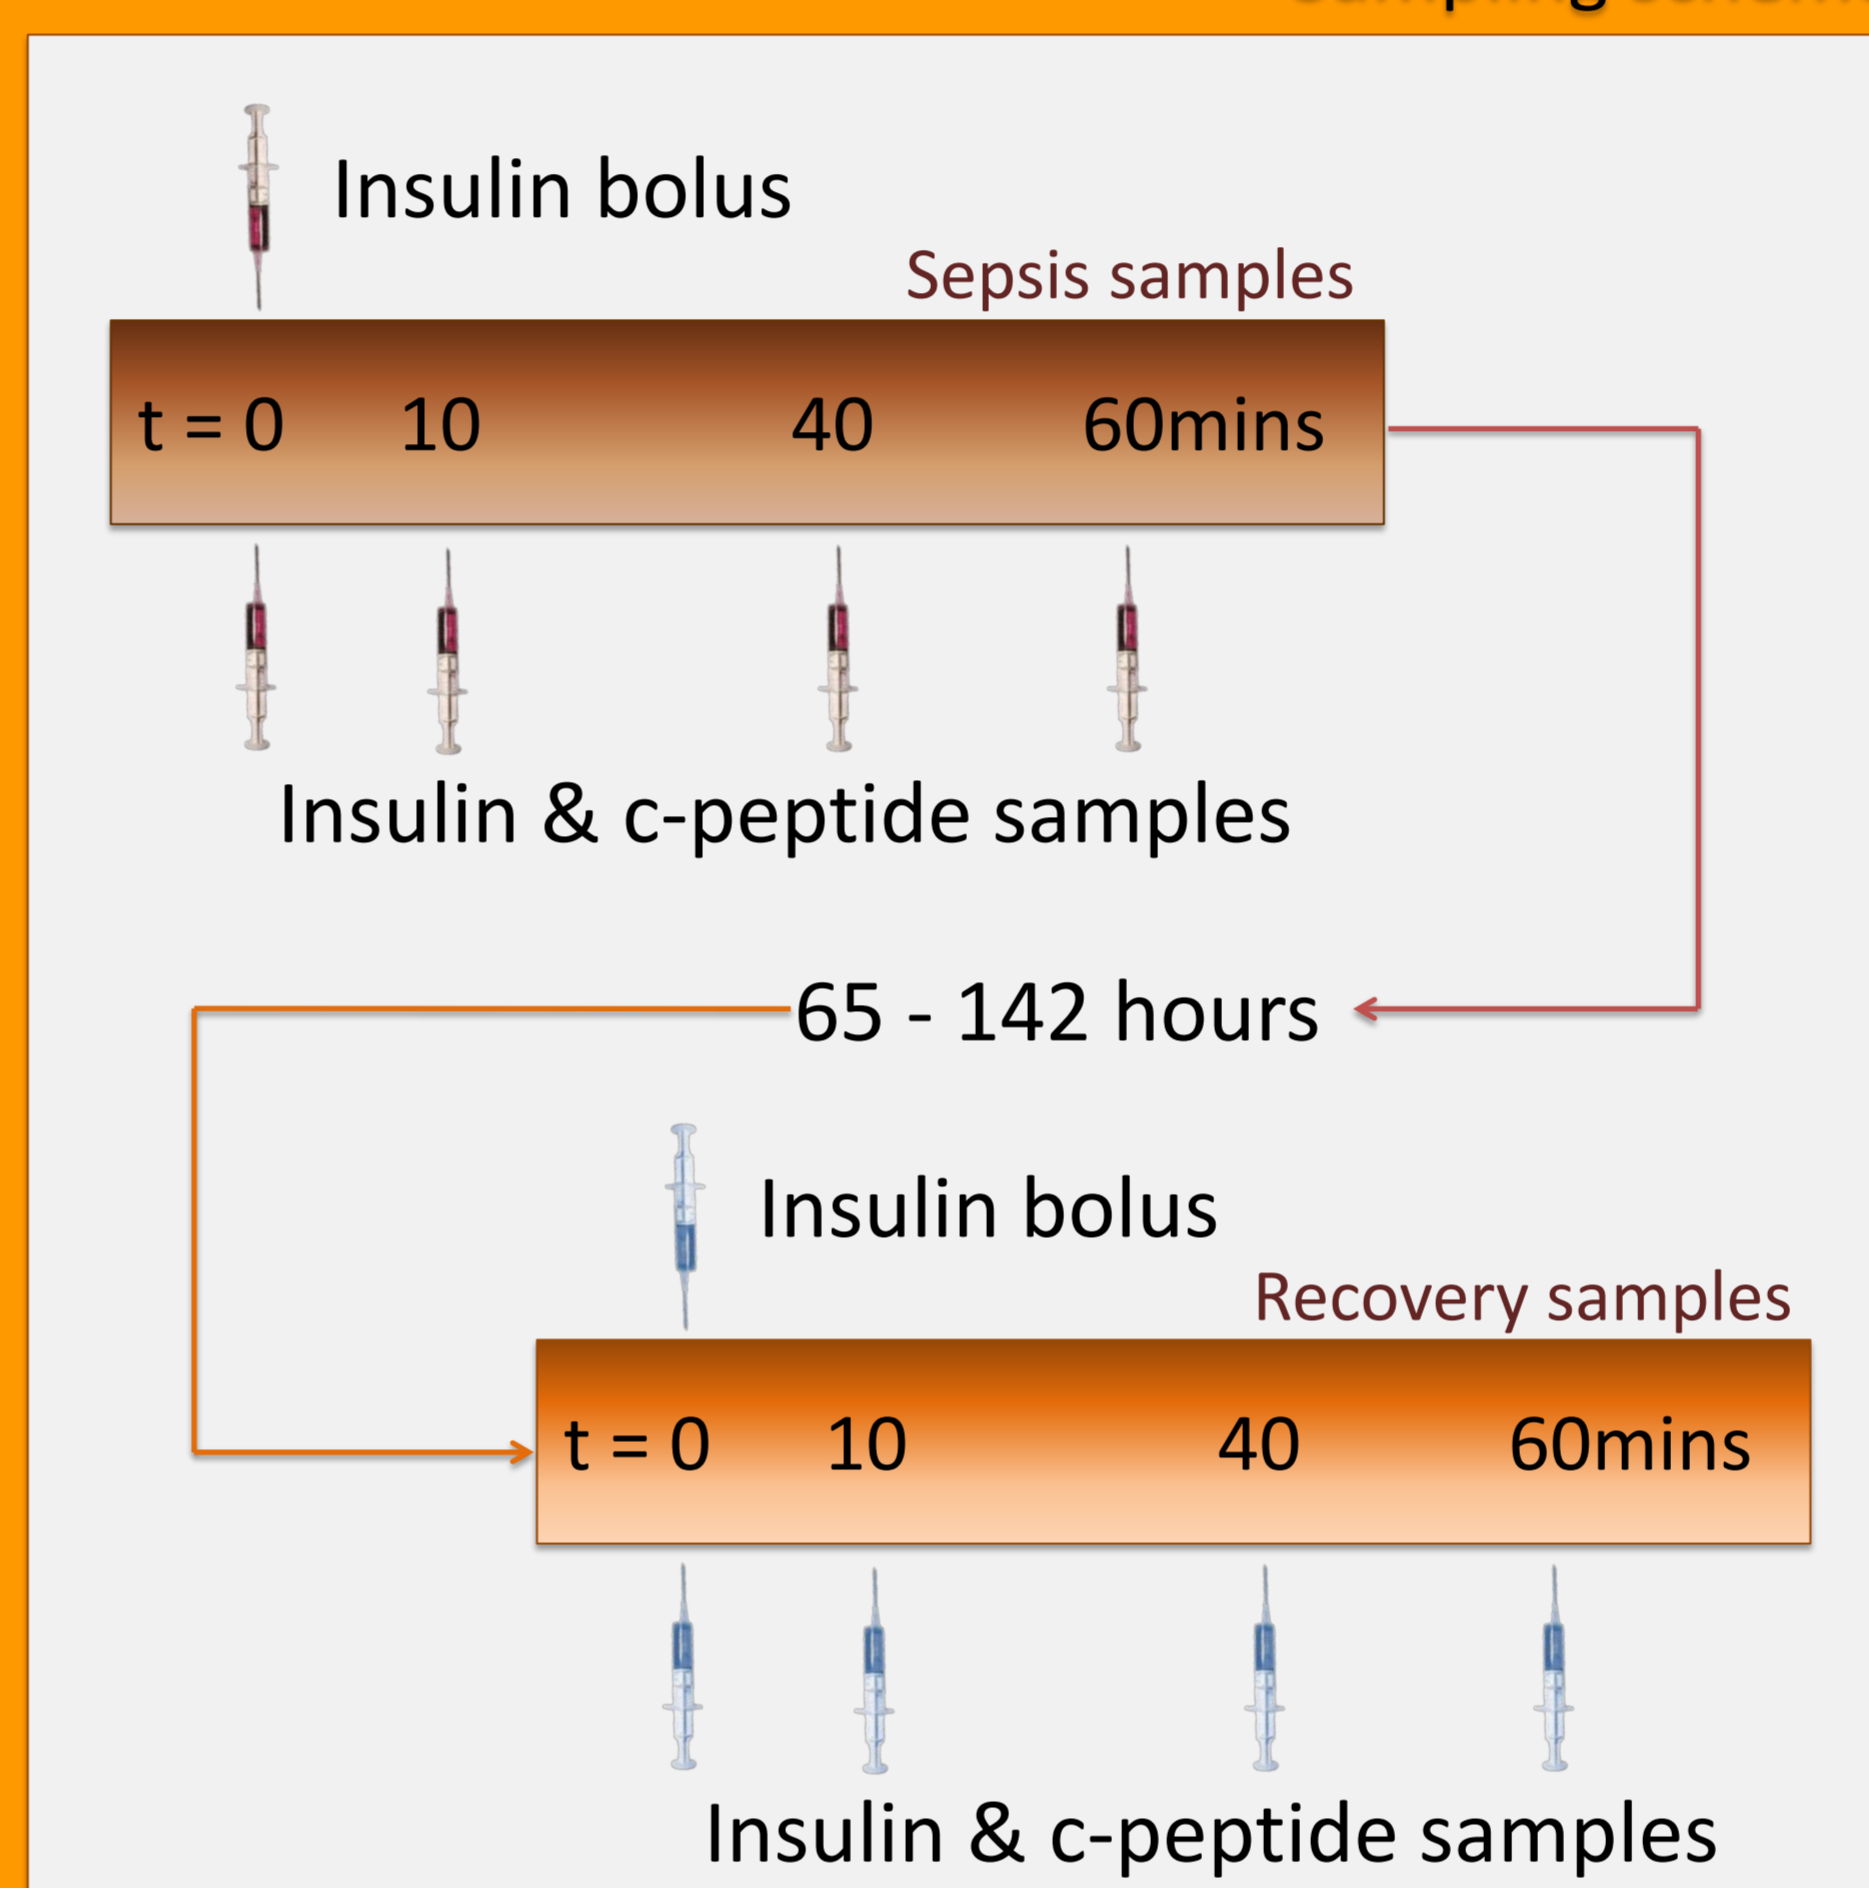 Insulin bolus
Sepsis samples
t = 0 10 40 60mins
Insulin & c-peptide samples
65 - 142 hours
Insulin bolus
Recovery samples
t = 0 10 40 60mins
Insulin & c-peptide samples